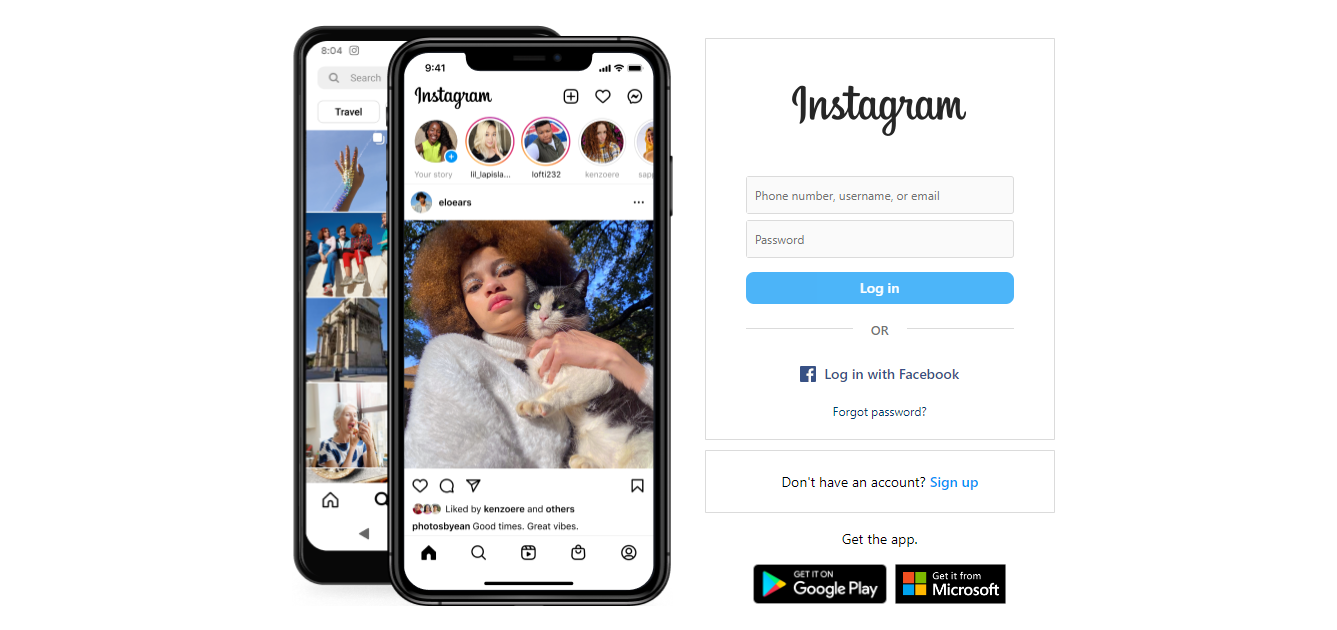 8:04
Search
Travel
9:41
Instagram
Your story
lil_lapisla...
lofti232
kenzoere
sapp
eloears
Liked by kenzoere and others
photosbyean Good times. Great vibes.
Instagram
Phone number, username, or email
Password
Log in
OR
Log in with Facebook
Forgot password?
Don't have an account? Sign up
Get the app.
GET IT ON
Google Play
Get it from
Microsoft